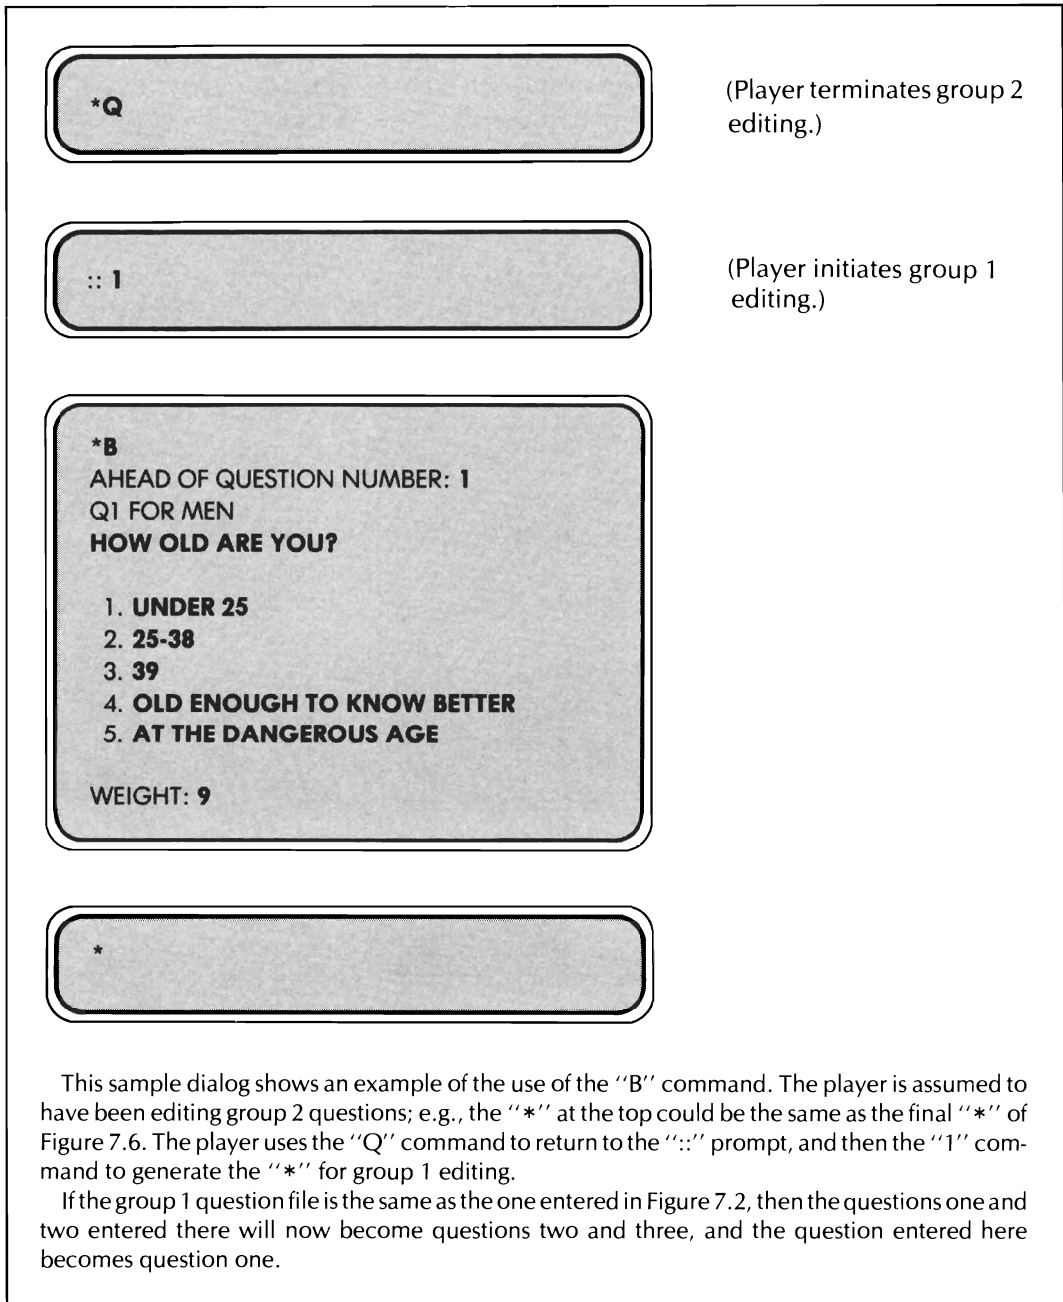 *Q
(Player terminates group 2
editing.)
:: 1
(Player initiates group 1
editing.)
*B
AHEAD OF QUESTION NUMBER: 1
Q1 FOR MEN
HOW OLD ARE YOU?
1. UNDER 25
2. 25-38
3. 39
4. OLD ENOUGH TO KNOW BETTER
5. AT THE DANGEROUS AGE
WEIGHT: 9
*
This sample dialog shows an example of the use of the ''B'' command. The player is assumed to
have been editing group 2 questions; e.g., the ''*'' at the top could be the same as the final ''*'' of
Figure 7.6. The player uses the ''Q'' command to return to the ''::'' prompt, and then the ''1'' com-
mand to generate the ''*'' for group 1 editing.
If the group 1 question file is the same as the one entered in Figure 7.2, then the questions one and
two entered there will now become questions two and three, and the question entered here
becomes question one.